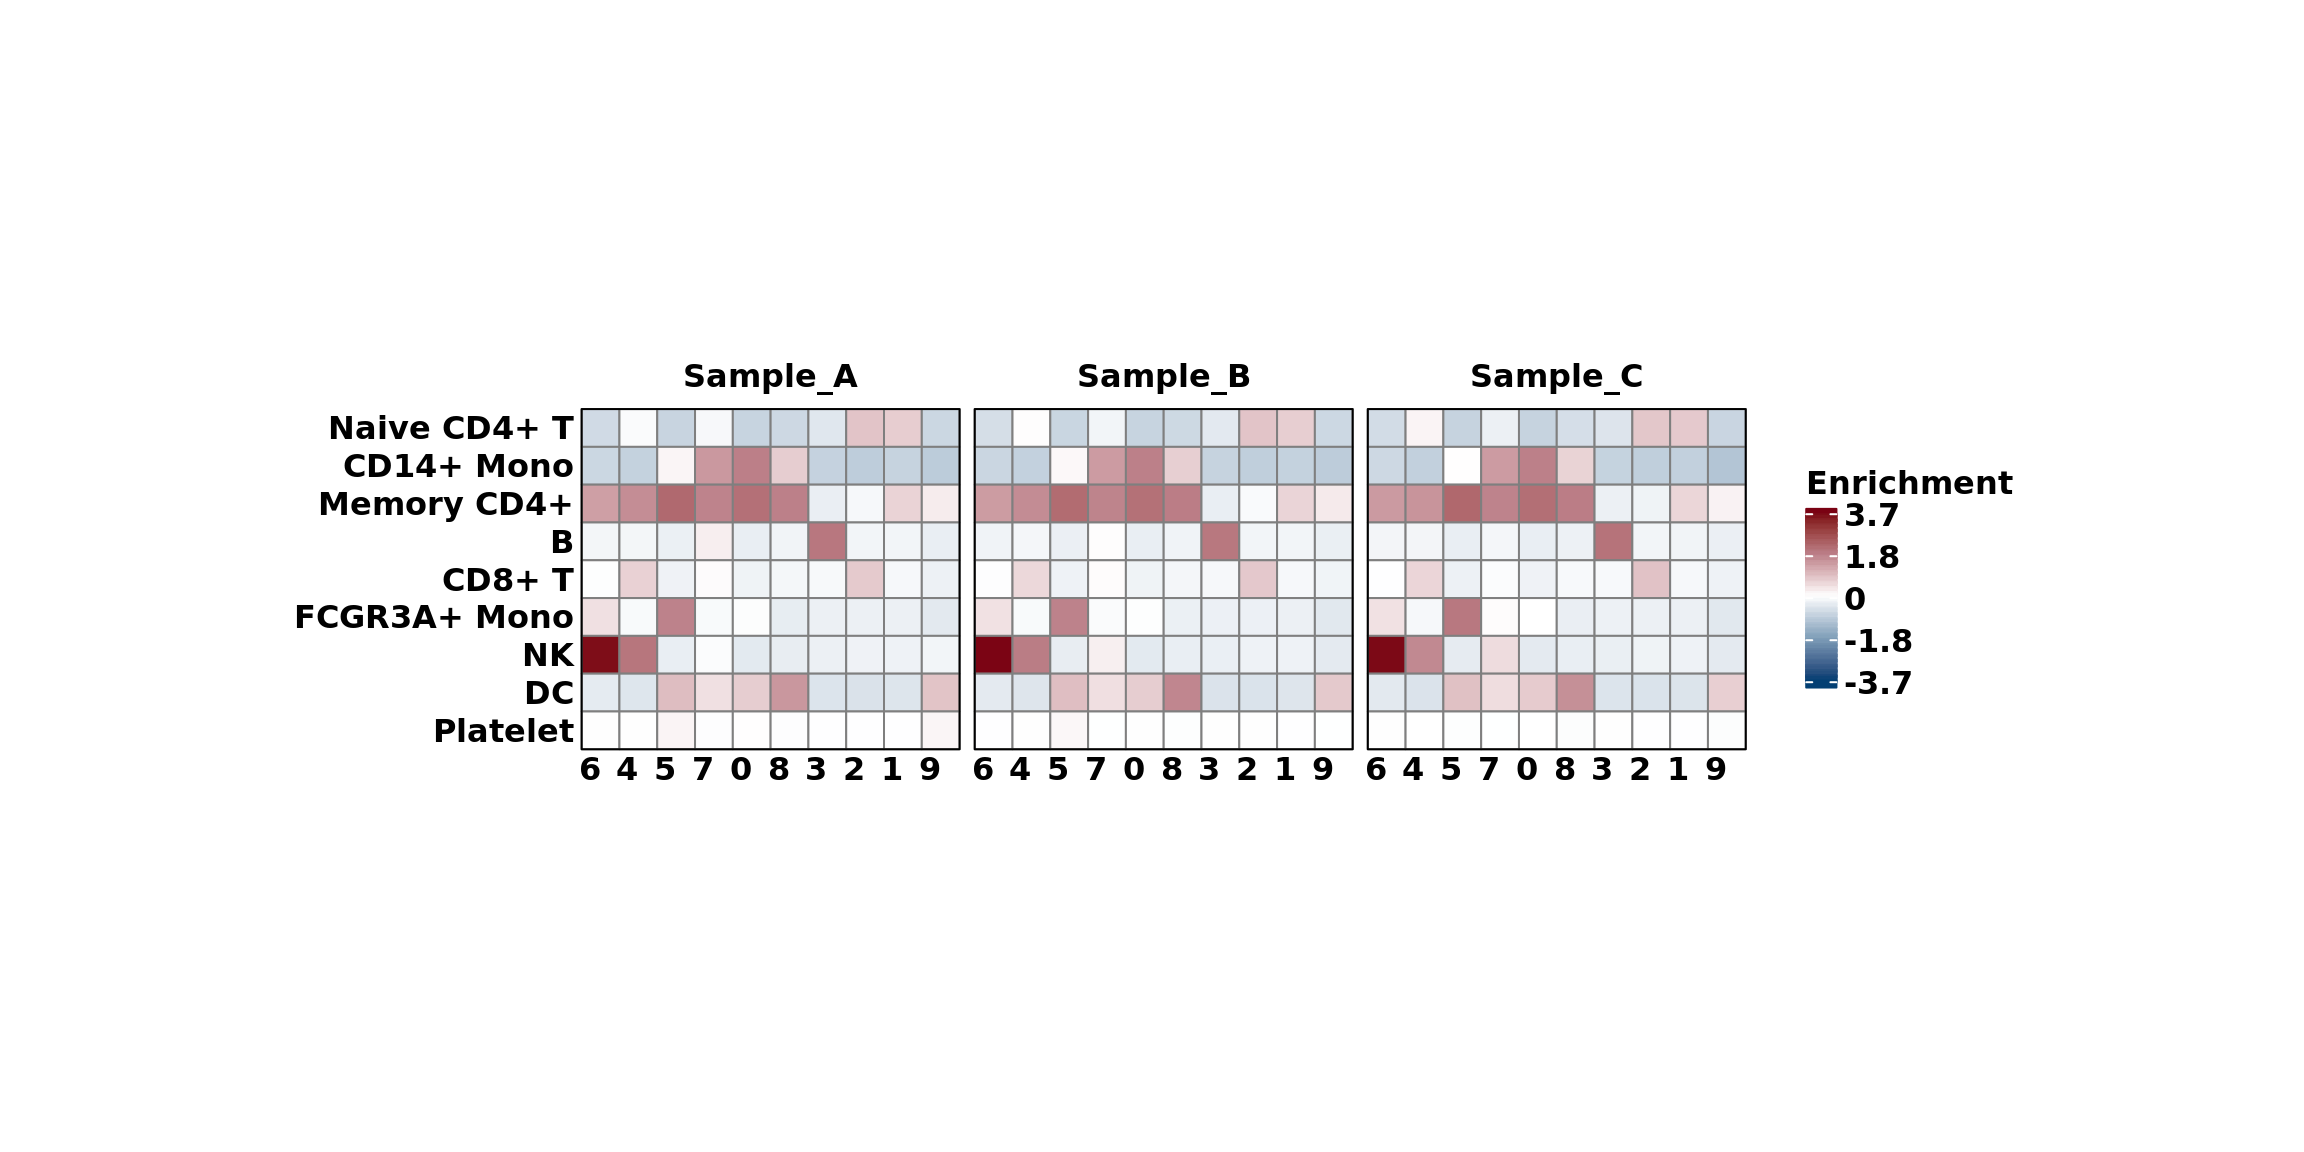 Sample_A Sample_B Sample_C
Naive CD4+ T
CD14+ Mono
Memory CD4+
B
CD8+ T
FCGR3A+ Mono
NK
DC
Platelet
6 4 5 7 0 8 3 2 1 9 6 4 5 7 0 8 3 2 1 9 6 4 5 7 0 8 3 2 1 9
Enrichment
3.7
1.8
0
-1.8
-3.7